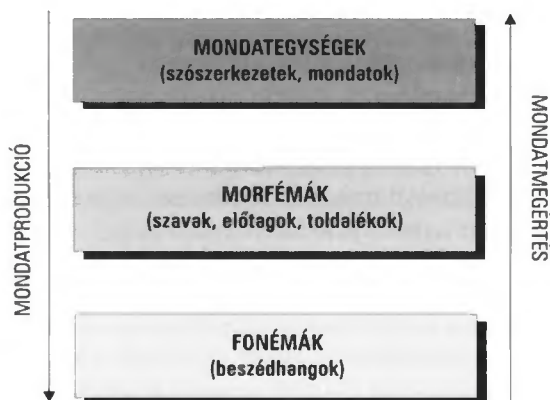 MONDATEGYSÉGEK
(szószerkezetek, mondatok)
MONDATPRODUKCIÓ
MORFÉMÁK
(szavak, előtagok, toldalékok)
MONDATMEGÉRTÉS
FONÉMÁK
(beszédhangok)